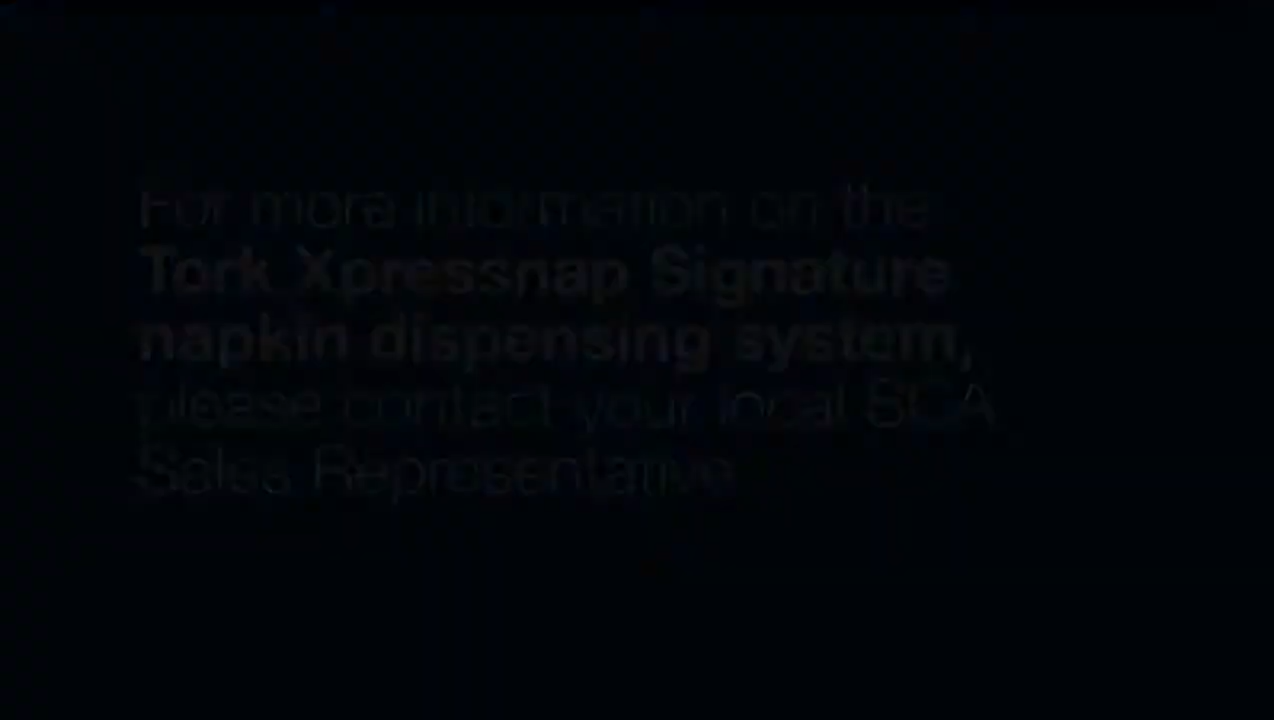 For more information on the
Tork Xpressnap Signature
napkin dispensing system,
please contact your local SCA
Sales Representative